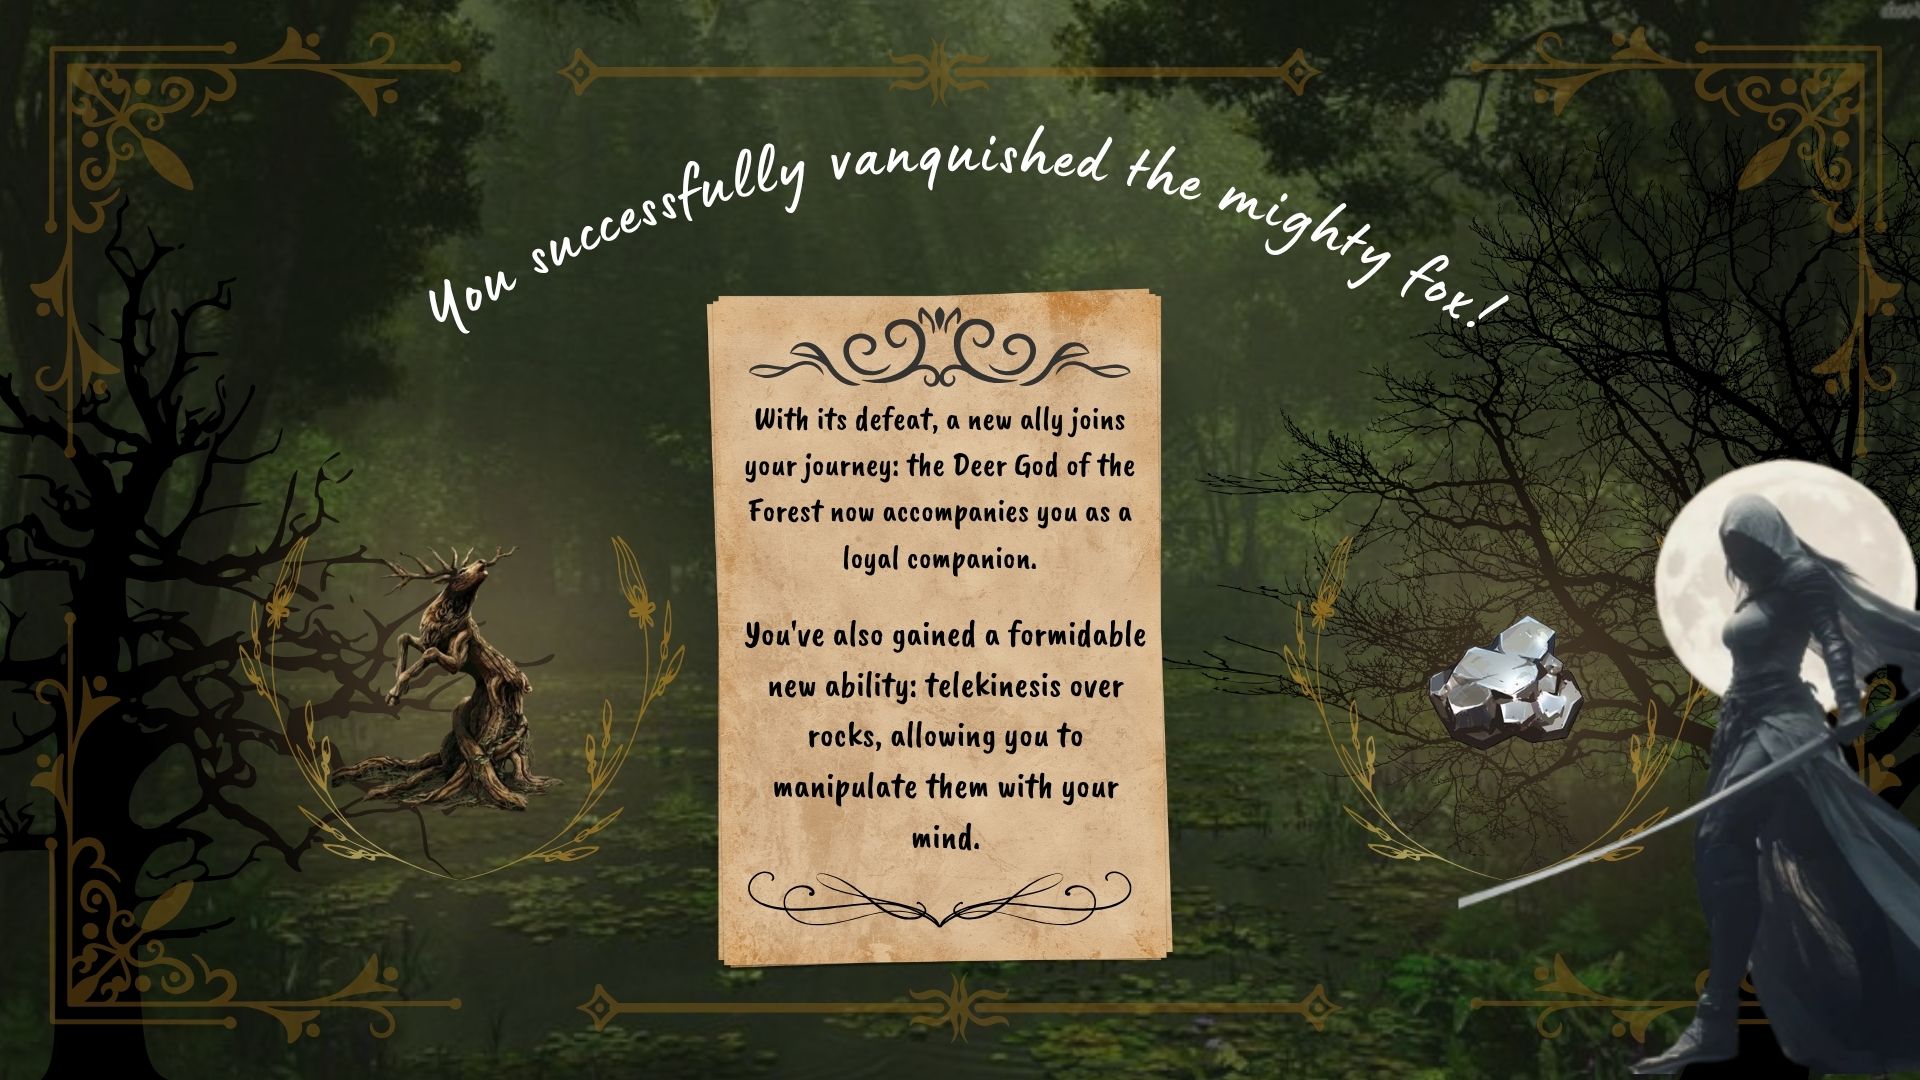 You successfully vanquished the mighty fox!
With its defeat, a new ally joins
your journey: the Deer God of the
Forest now accompanies you as a
loyal companion.
You've also gained a formidable
new ability: telekinesis over
rocks, allowing you to
manipulate them with your
mind.